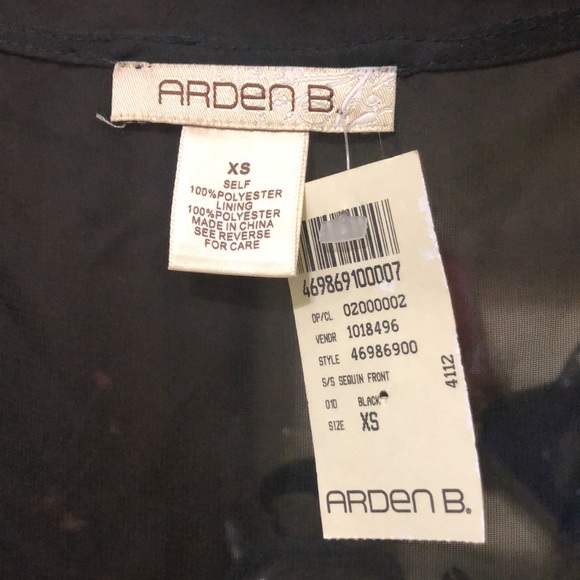 ARDEN B.
XS
SELF
100%POLYESTER
LINING
100%POLYESTER
MADE IN CHINA
SEE REVERSE
FOR CARE
469869100007
DP/CL 02000002
VENDR 1018496
STYLE 46986900
S/S SEQUIN FRONT
010 BLACK
SIZE XS
4112
ARDEN B.®